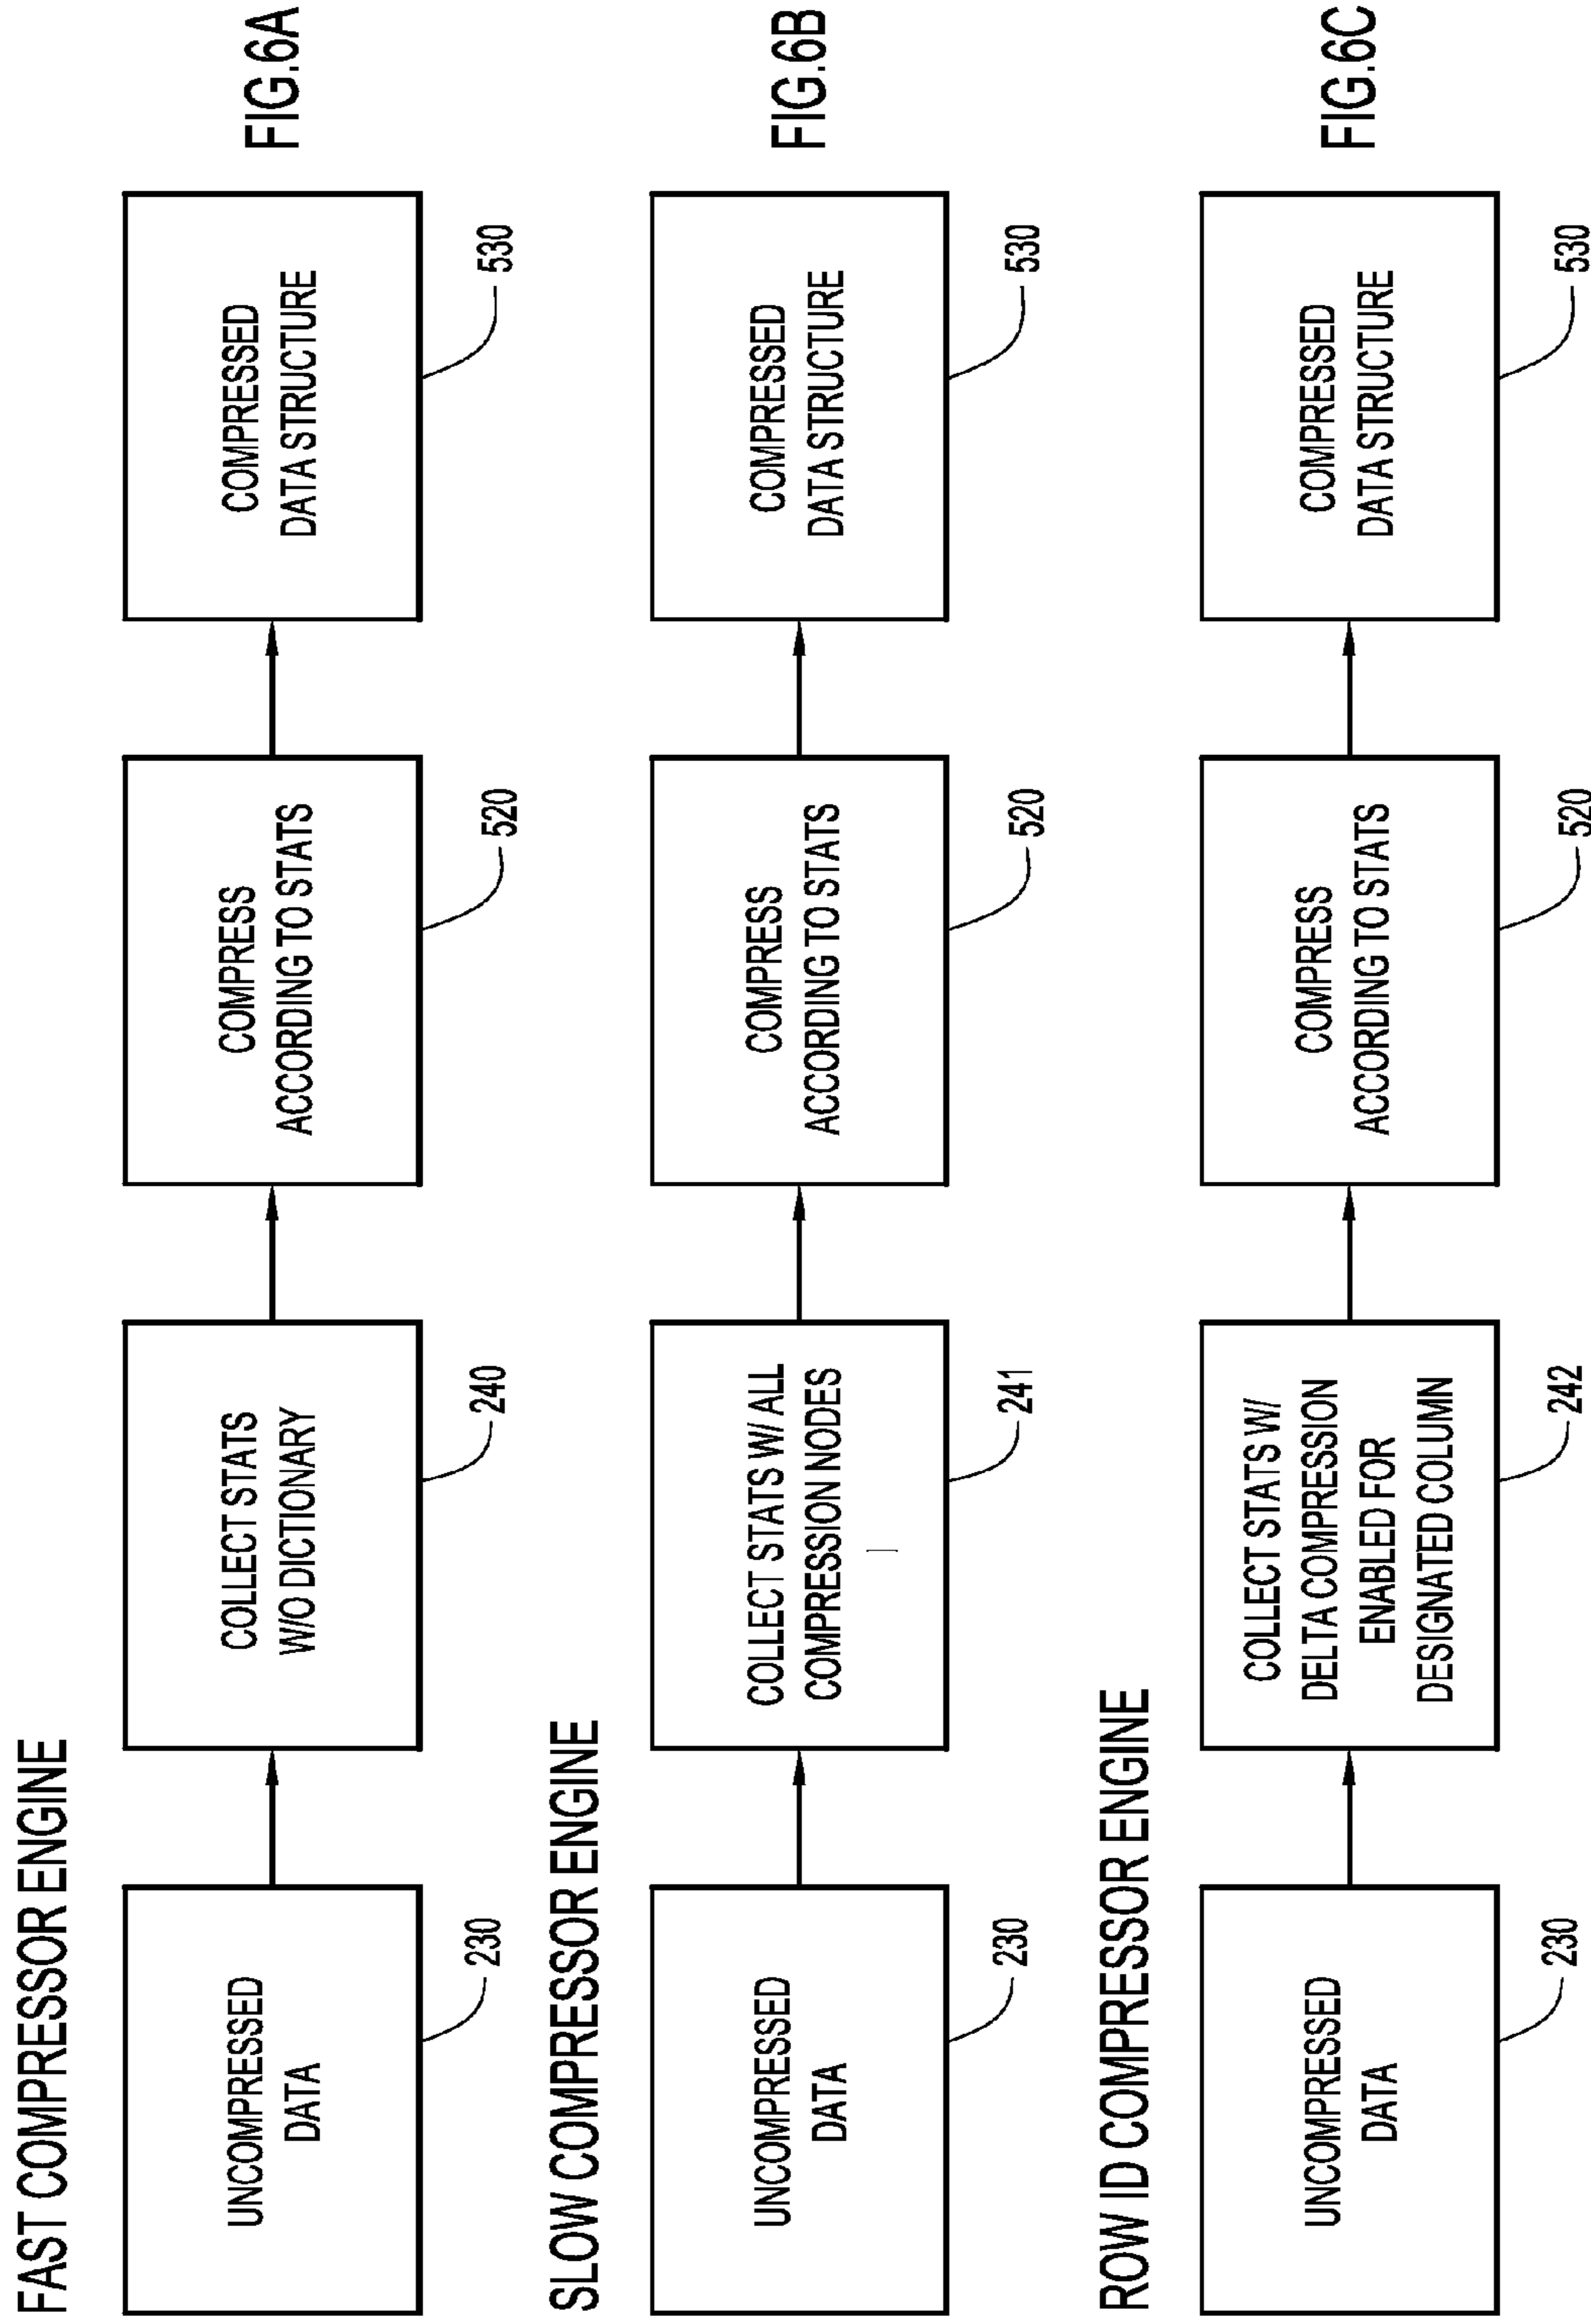 FAST COMPRESSOR ENGINE
UNCOMPRESSED
DATA
230
COLLECT STATS
W/O DICTIONARY
240
COMPRESS
ACCORDING TO STATS
520
COMPRESSED
DATA STRUCTURE
530
FIG.6A
SLOW COMPRESSOR ENGINE
UNCOMPRESSED
DATA
230
COLLECT STATS W/ ALL
COMPRESSION NODES
241
COMPRESS
ACCORDING TO STATS
520
COMPRESSED
DATA STRUCTURE
530
FIG.6B
ROW ID COMPRESSOR ENGINE
UNCOMPRESSED
DATA
230
COLLECT STATS W/
DELTA COMPRESSION
ENABLED FOR
DESIGNATED COLUMN
242
COMPRESS
ACCORDING TO STATS
520
COMPRESSED
DATA STRUCTURE
530
FIG.6C